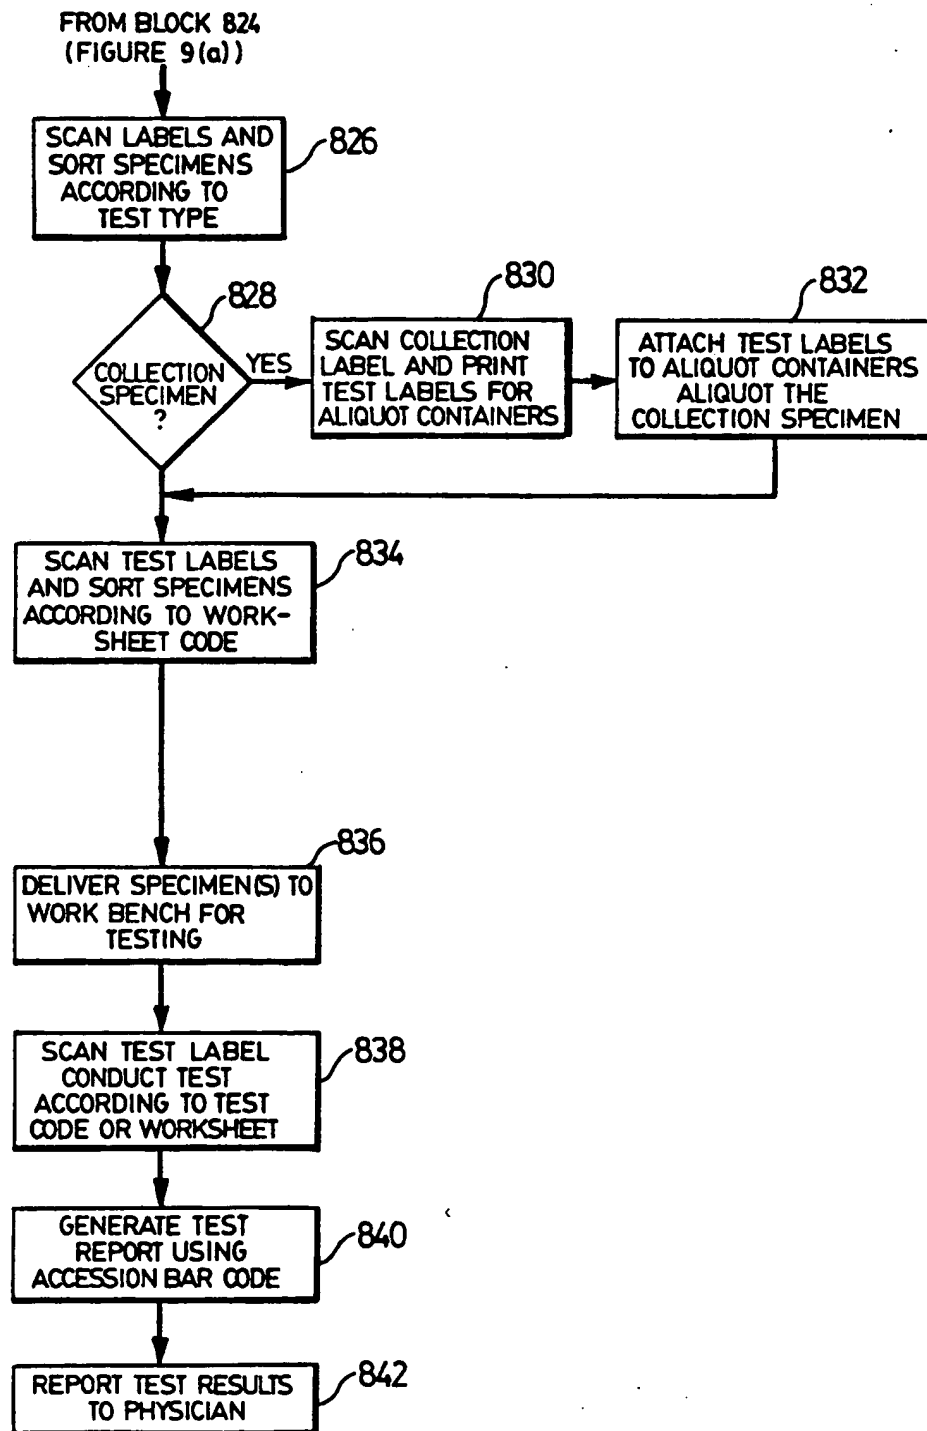 FROM BLOCK 824
(FIGURE 9(a))
SCAN LABELS AND
SORT SPECIMENS
ACCORDING TO
TEST TYPE
826
828
COLLECTION
SPECIMEN
?
YES
830
SCAN COLLECTION
LABEL AND PRINT
TEST LABELS FOR
ALIQUOT CONTAINERS
832
ATTACH TEST LABELS
TO ALIQUOT CONTAINERS
ALIQUOT THE
COLLECTION SPECIMEN
834
SCAN TEST LABELS
AND SORT SPECIMENS
ACCORDING TO WORK-
SHEET CODE
836
DELIVER SPECIMEN(S) TO
WORK BENCH FOR
TESTING
838
SCAN TEST LABEL
CONDUCT TEST
ACCORDING TO TEST
CODE OR WORKSHEET
840
GENERATE TEST
REPORT USING
ACCESSION BAR CODE
842
REPORT TEST RESULTS
TO PHYSICIAN